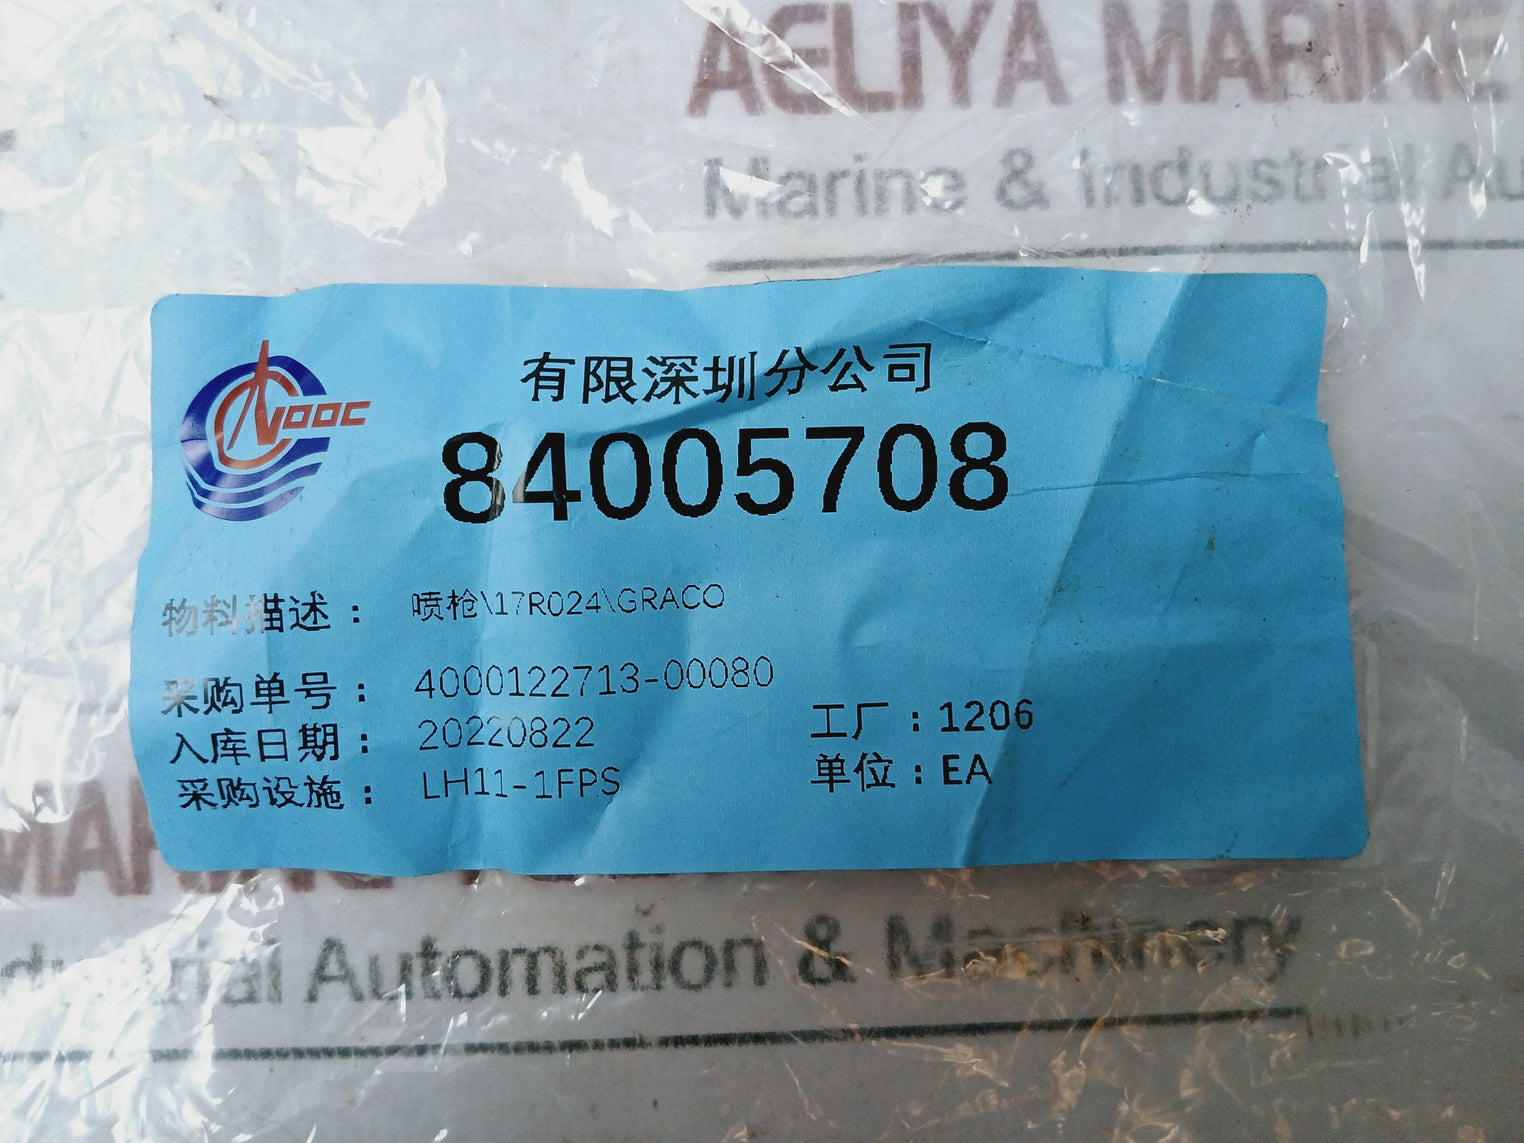 AELIYA MARINE
Marine & Industrial Au
CNOOC
有限深圳分公司
84005708
物料描述： 喷枪\17R024\GRACO
采购单号： 4000122713-00080
入库日期： 20220822 工厂：1206
采购设施： LH11-1FPS 单位：EA
dustrial Automation & Machinery